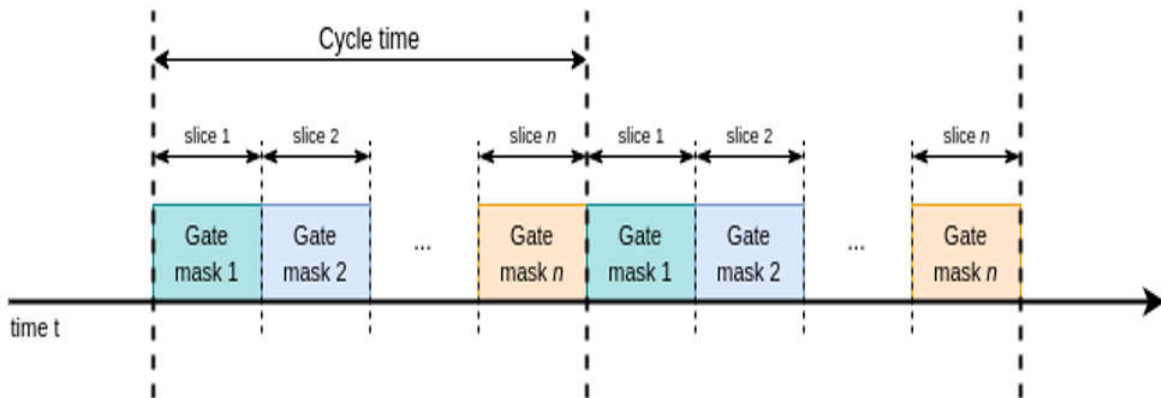 Cycle time
slice 1 slice 2 slice n slice 1 slice 2 slice n
Gate Gate ... Gate Gate Gate ... Gate
mask 1 mask 2 mask n mask 1 mask 2 mask n
time t